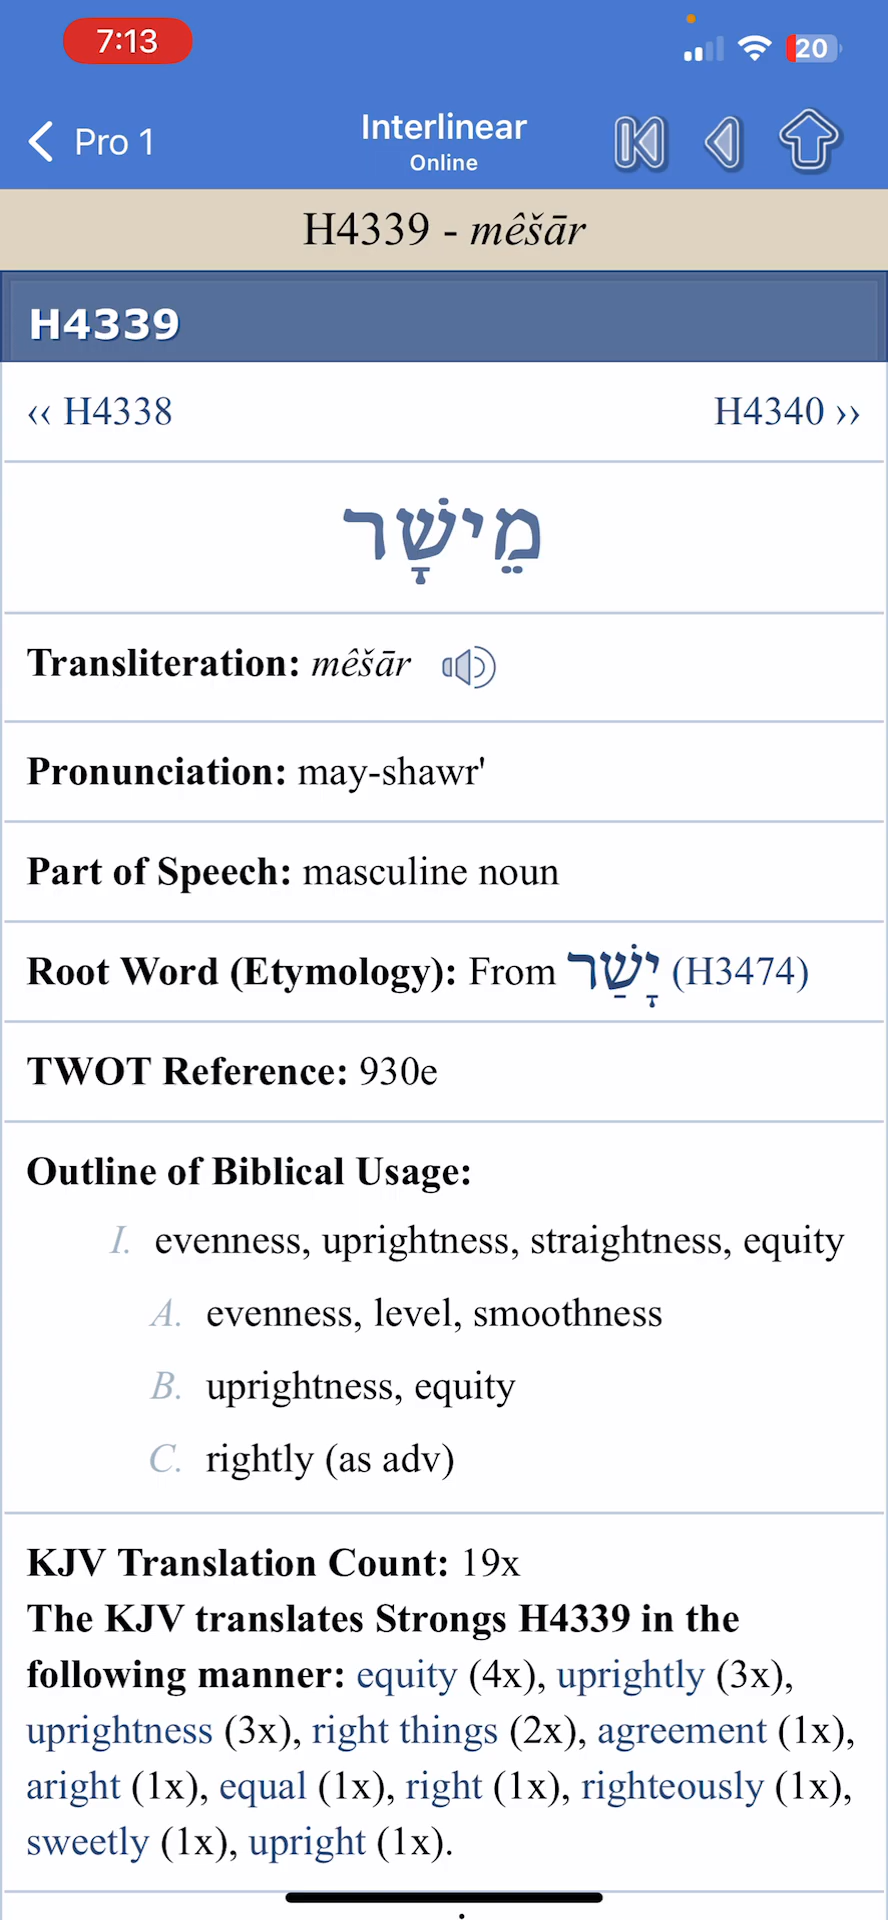 7:13
20
Pro 1
Interlinear
Online
H4339 - mêšār
H4339
‹‹ H4338
H4340 ››
מֵישָׁר
Transliteration: mêšār
Pronunciation: may-shawr'
Part of Speech: masculine noun
Root Word (Etymology): From יָשַׁר (H3474)
TWOT Reference: 930e
Outline of Biblical Usage:
I. evenness, uprightness, straightness, equity
A. evenness, level, smoothness
B. uprightness, equity
C. rightly (as adv)
KJV Translation Count: 19x
The KJV translates Strongs H4339 in the
following manner: equity (4x), uprightly (3x),
uprightness (3x), right things (2x), agreement (1x),
aright (1x), equal (1x), right (1x), righteously (1x),
sweetly (1x), upright (1x).